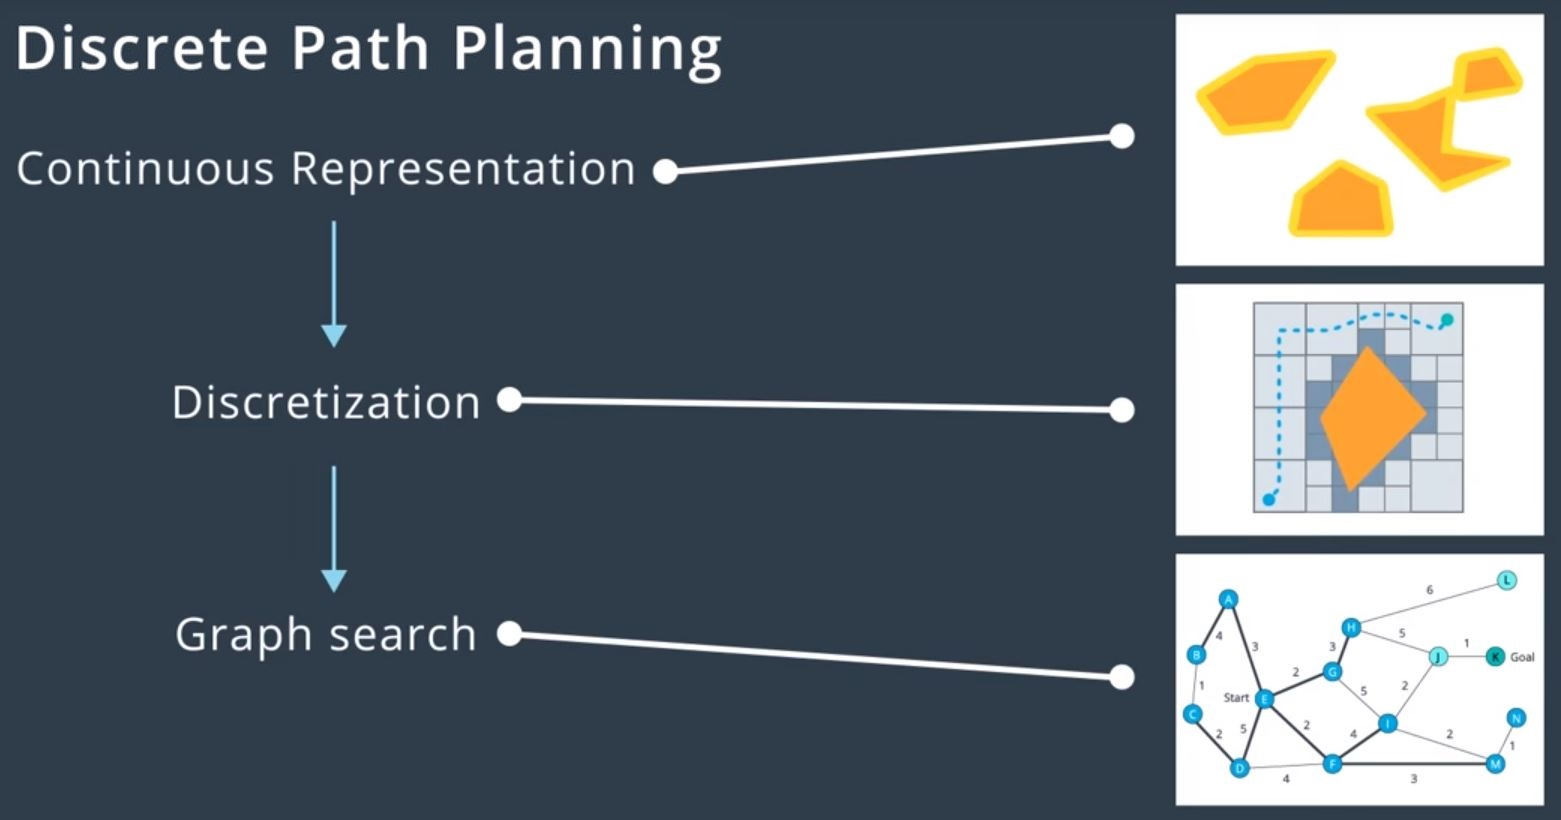 Discrete Path Planning
Continuous Representation
Discretization
Graph search
L
6
A
H
5
1
4
3
3
B
J
K Goal
2
G
1
Start E
5
2
C
I
N
2
5
2
4
2
1
D
F
M
4
3